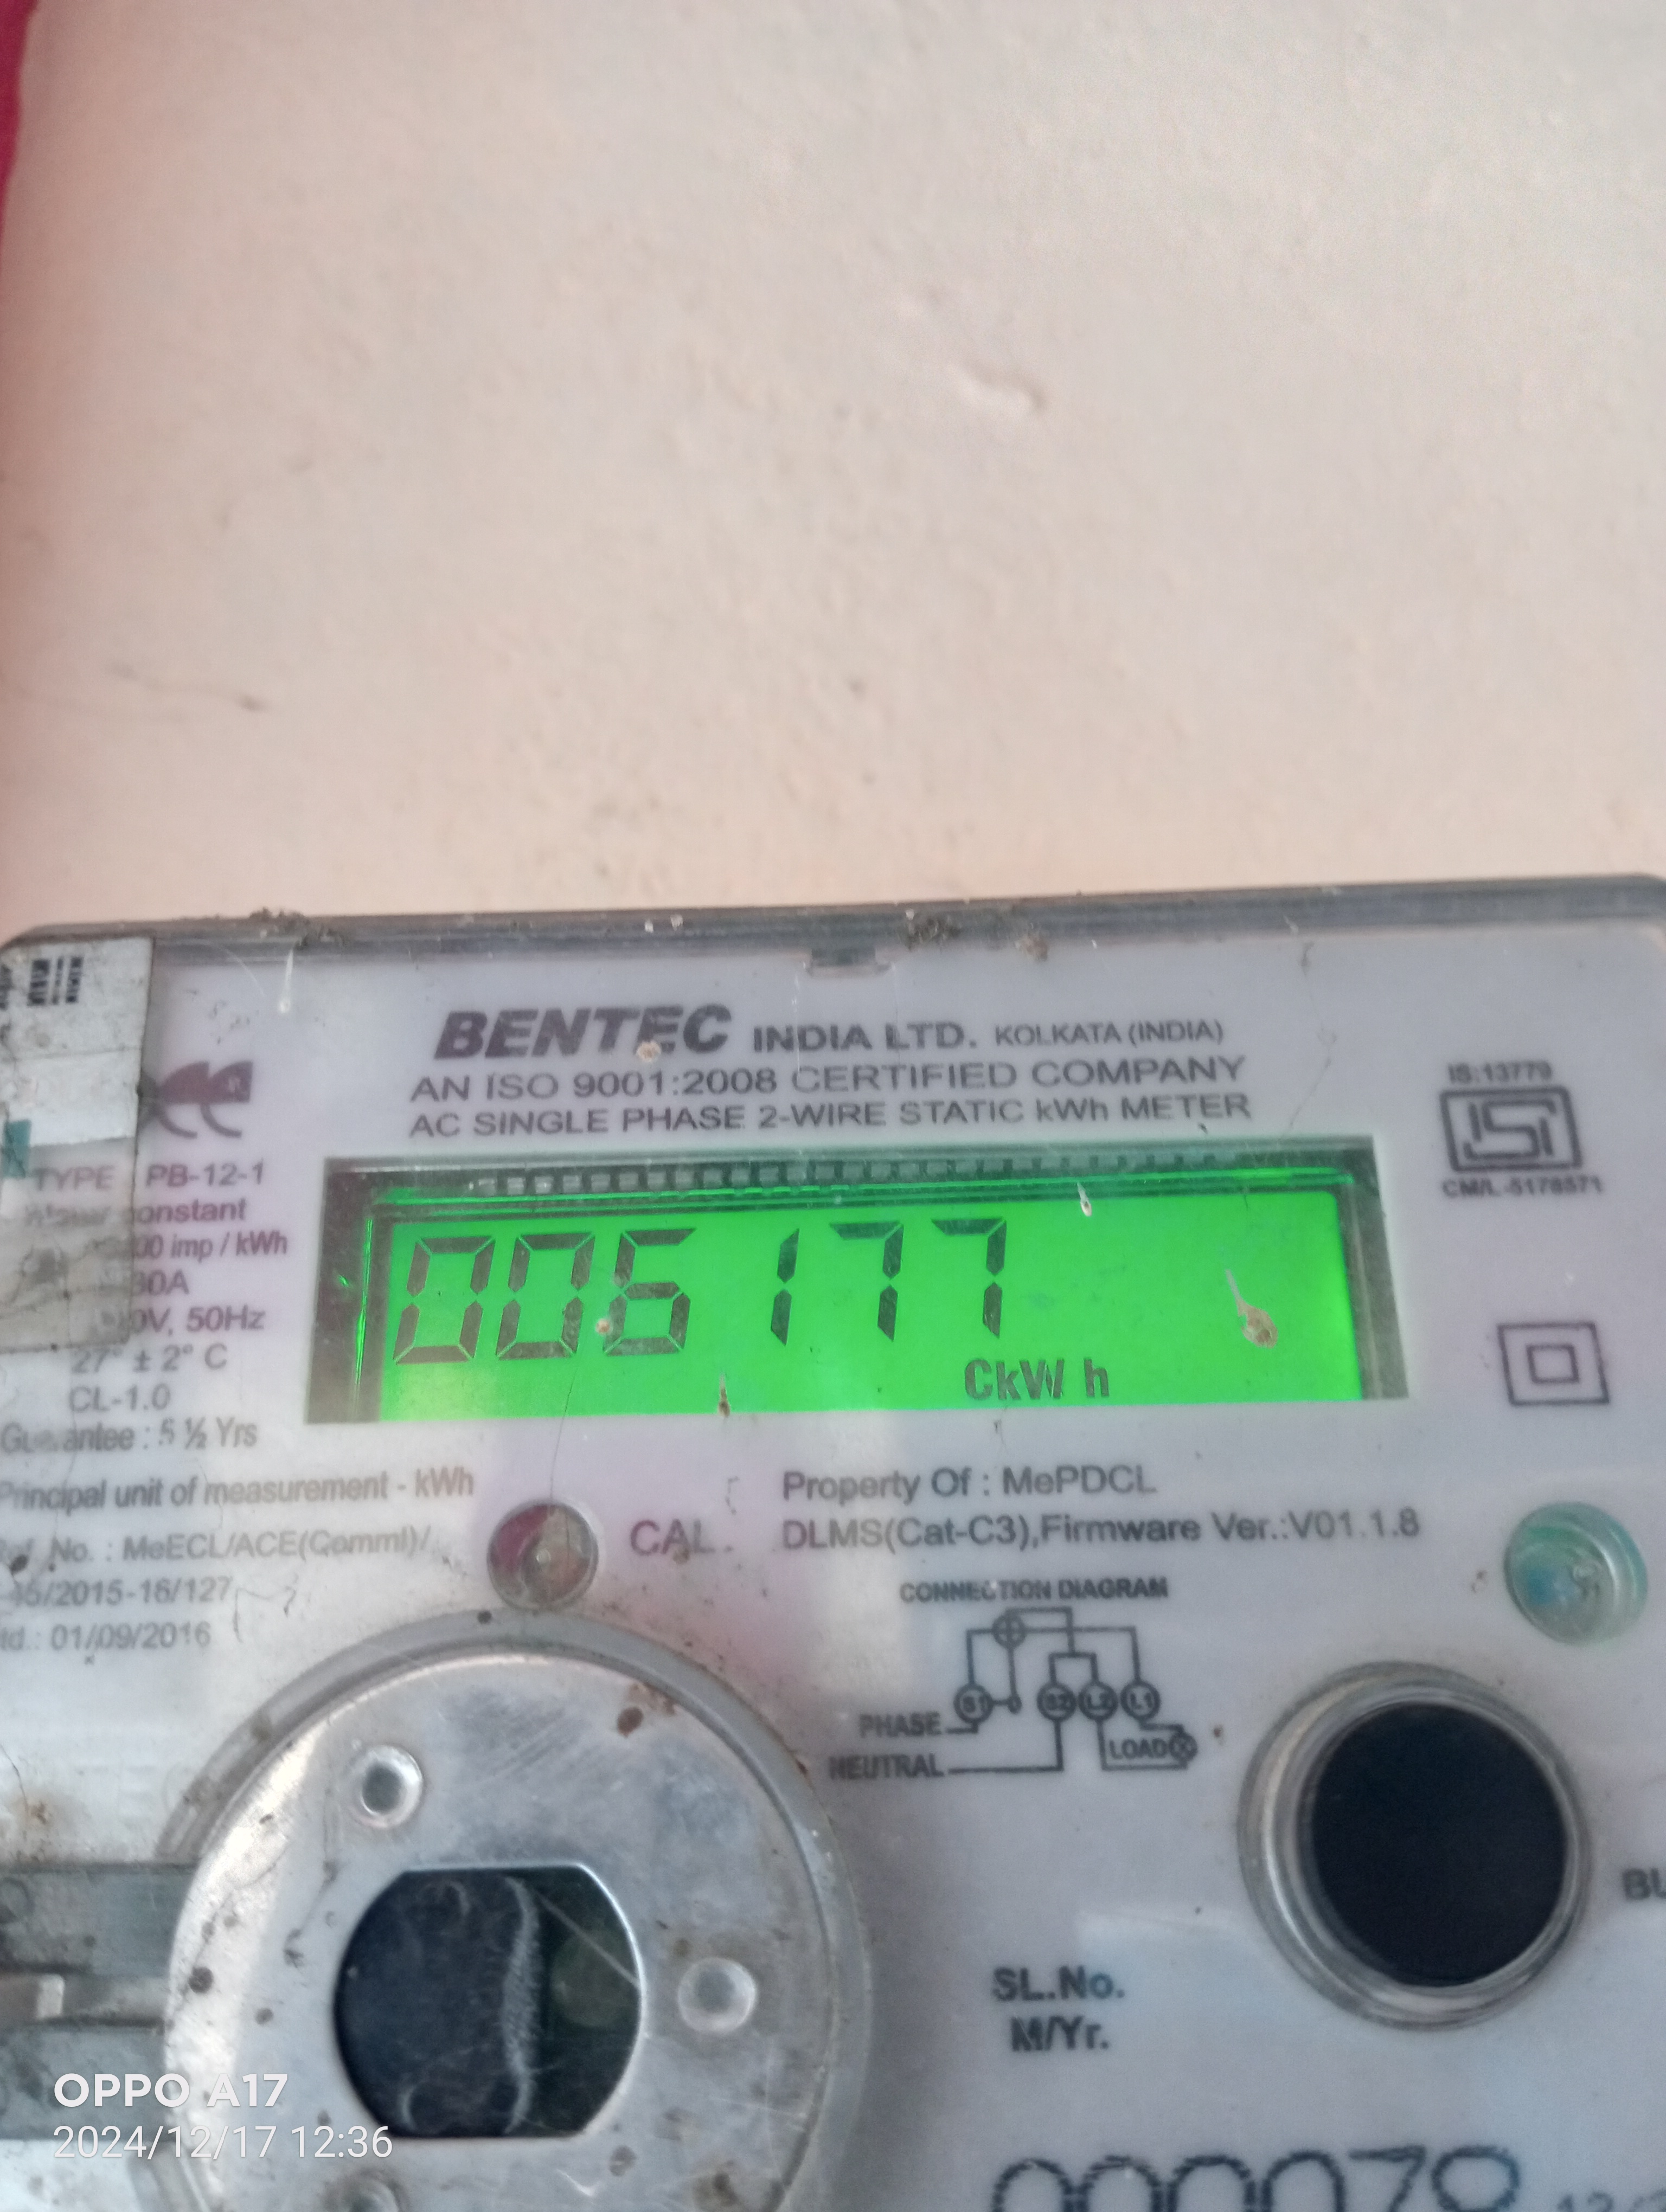 BENTEC INDIA LTD. KOLKATA (INDIA)
AN ISO 9001:2008 CERTIFIED COMPANY
AC SINGLE PHASE 2-WIRE STATIC kWh METER
IS:13779
ISI
CM/L-5178571
TYPE PB-12-1
constant
imp / kWh
0V, 50Hz
27° ± 2° C
CL-1.0
Guarantee : 5 ½ Yrs
Principal unit of measurement - kWh
No. : MeECL/ACE(Comml)/
/2015-16/127
td.: 01/09/2016
006177
CkW h
CAL.
Property Of : MePDCL
DLMS(Cat-C3),Firmware Ver.:V01.1.8
CONNECTION DIAGRAM
S1 S2 L2 L1
PHASE
NEUTRAL
LOAD
SL.No.
M/Yr.
OPPO A17
2024/12/17 12:36